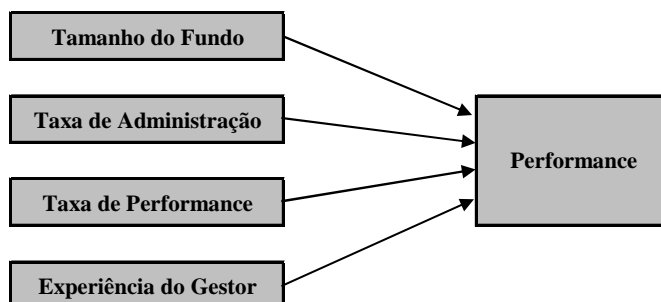 Tamanho do Fundo
Taxa de Administração
Performance
Taxa de Performance
Experiência do Gestor